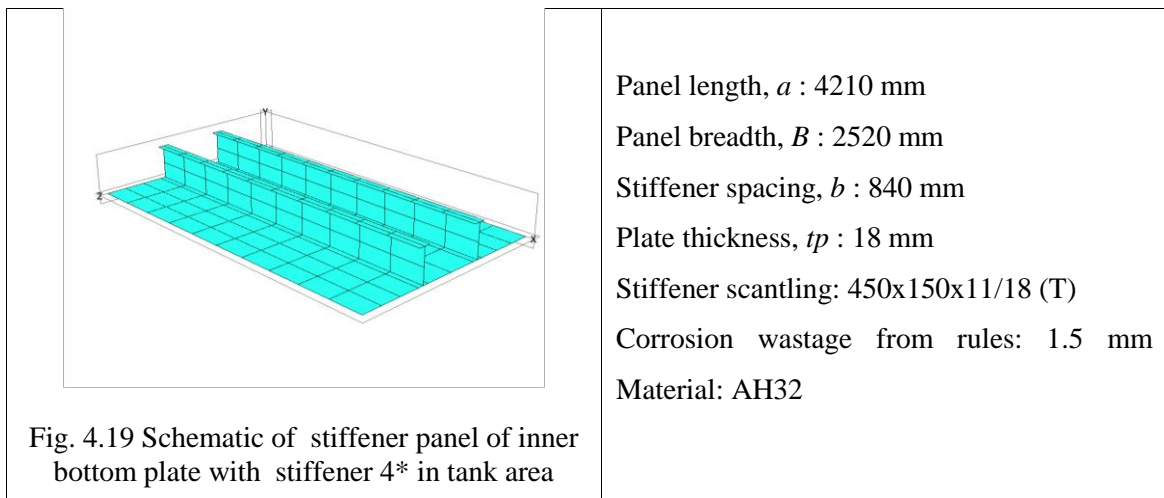 Y
Z
X
Fig. 4.19 Schematic of stiffener panel of inner
bottom plate with stiffener 4* in tank area
Panel length, a : 4210 mm
Panel breadth, B : 2520 mm
Stiffener spacing, b : 840 mm
Plate thickness, tp : 18 mm
Stiffener scantling: 450x150x11/18 (T)
Corrosion wastage from rules: 1.5 mm
Material: AH32